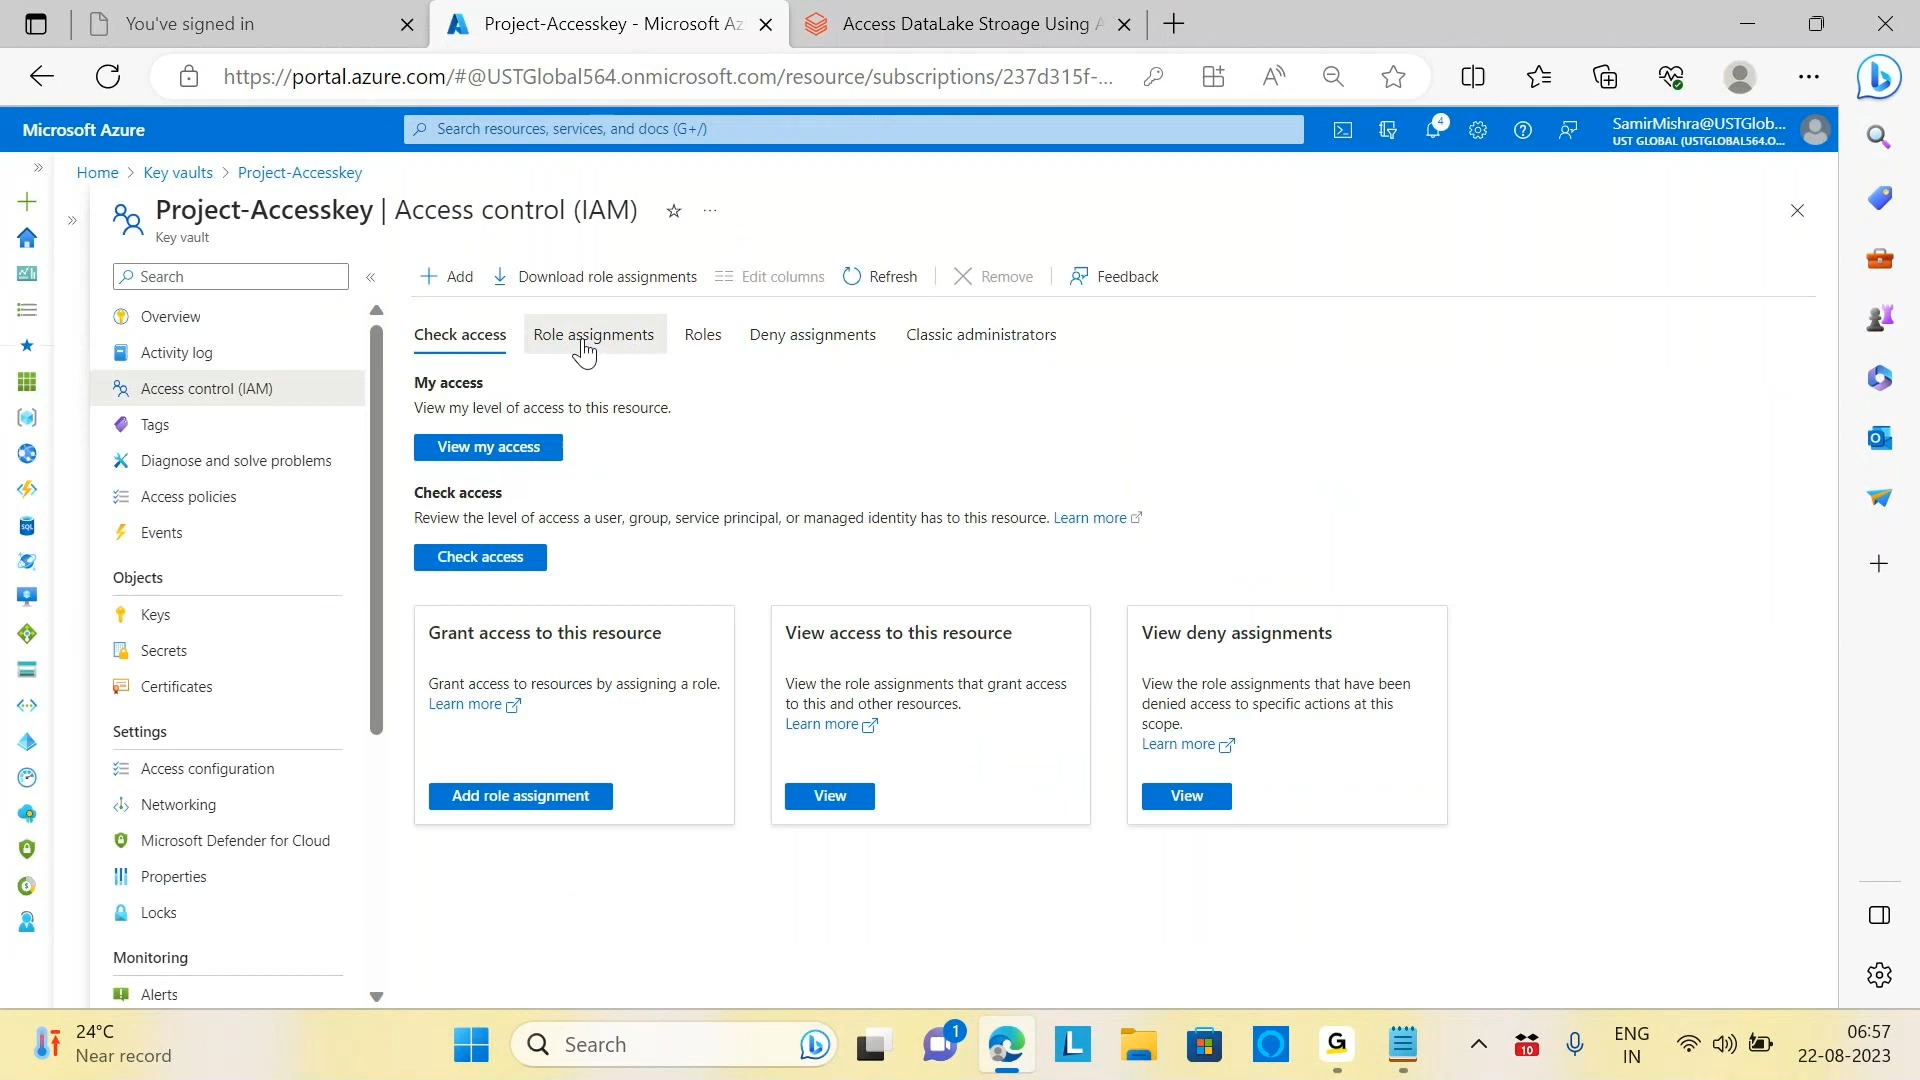 You've signed in
Project-Accesskey - Microsoft Az
Access DataLake Stroage Using A
https://portal.azure.com/#@USTGlobal564.onmicrosoft.com/resource/subscriptions/237d315f-...
Microsoft Azure
Search resources, services, and docs (G+/)
4
SamirMishra@USTGlob...
UST GLOBAL (USTGLOBAL564.O...
Home > Key vaults > Project-Accesskey
Project-Accesskey | Access control (IAM)
Key vault
Search
Overview
Activity log
Access control (IAM)
Tags
Diagnose and solve problems
Access policies
Events
Objects
Keys
Secrets
Certificates
Settings
Access configuration
Networking
Microsoft Defender for Cloud
Properties
Locks
Monitoring
Alerts
Add
Download role assignments
Edit columns
Refresh
Remove
Feedback
Check access
Role assignments
Roles
Deny assignments
Classic administrators
My access
View my level of access to this resource.
View my access
Check access
Review the level of access a user, group, service principal, or managed identity has to this resource. Learn more
Check access
Grant access to this resource
Grant access to resources by assigning a role.
Learn more
Add role assignment
View access to this resource
View the role assignments that grant access
to this and other resources.
Learn more
View
View deny assignments
View the role assignments that have been
denied access to specific actions at this
scope.
Learn more
View
24°C
Near record
Search
1
10
ENG
IN
06:57
22-08-2023